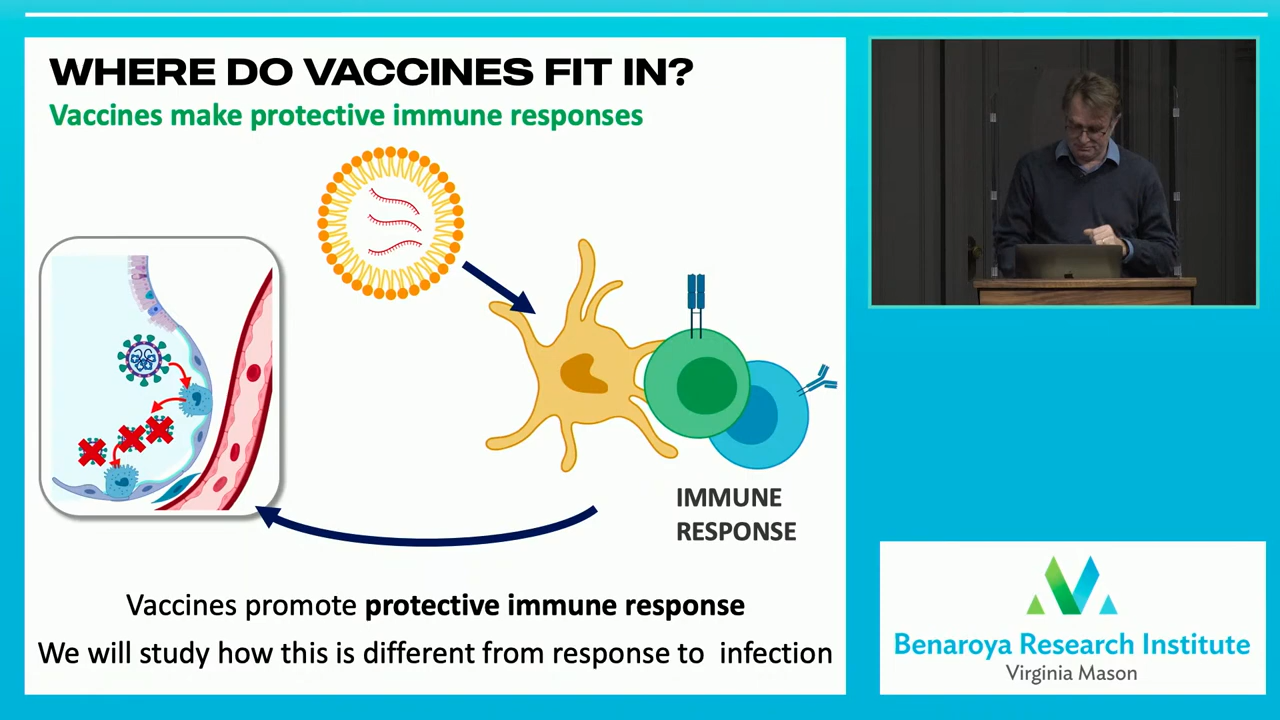 WHERE DO VACCINES FIT IN?
Vaccines make protective immune responses
IMMUNE
RESPONSE
Vaccines promote protective immune response
We will study how this is different from response to infection
Benaroya Research Institute
Virginia Mason